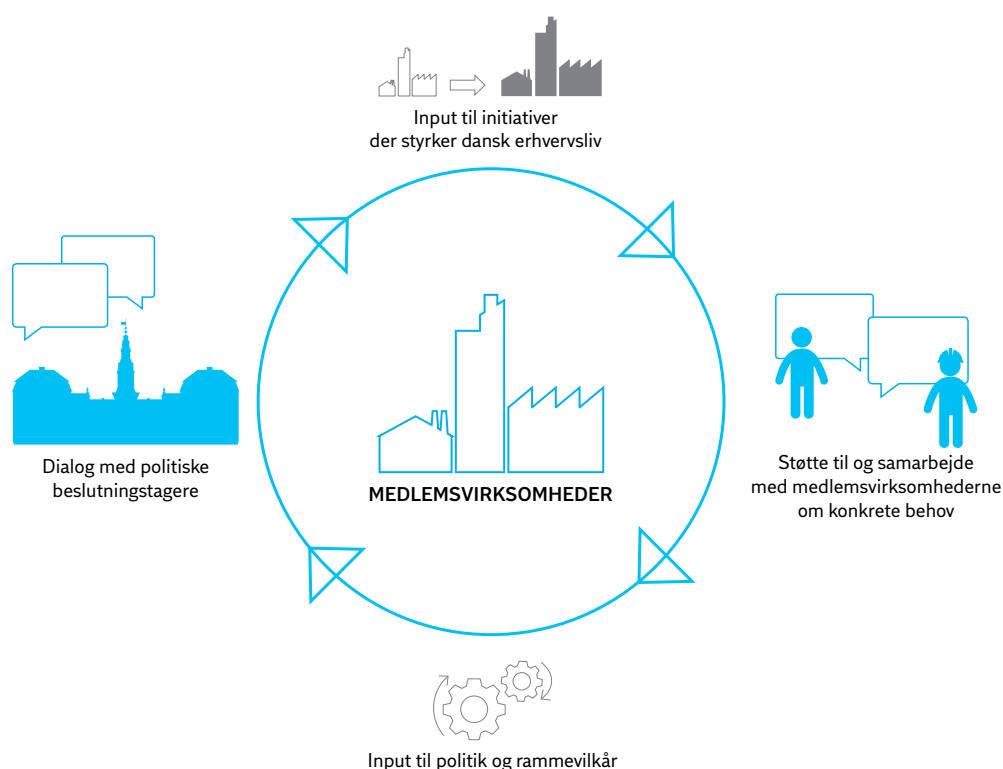 Input til initiativer
der styrker dansk erhvervsliv
Dialog med politiske
beslutningstagere
MEDLEMSVIRKSOMHEDER
Støtte til og samarbejde
med medlemsvirksomhederne
om konkrete behov
Input til politik og rammevilkår